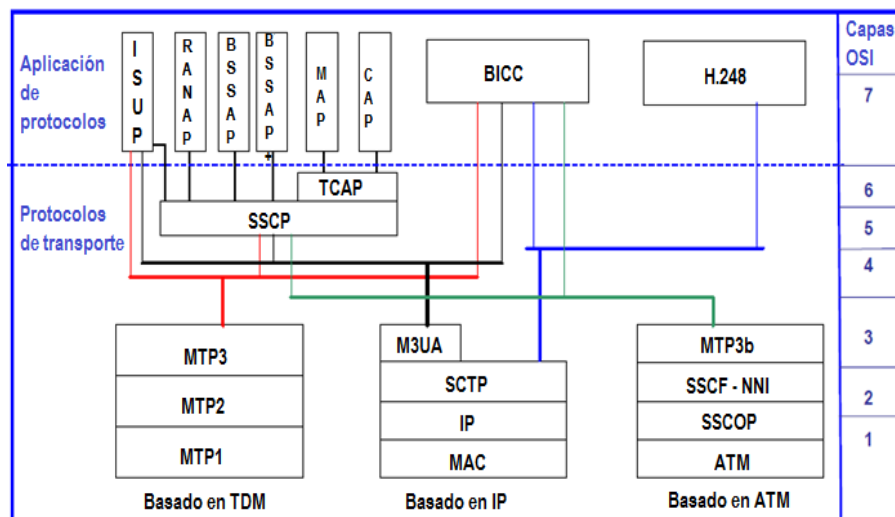 Aplicación
de
protocolos
ISUP
RANAP
BSSAP
BSSAP+
MAP
CAP
BICC
H.248
Capas
OSI
7
TCAP
6
Protocolos
de transporte
SSCP
5
4
MTP3
MTP2
MTP1
Basado en TDM
M3UA
SCTP
IP
MAC
Basado en IP
MTP3b
SSCF - NNI
SSCOP
ATM
Basado en ATM
3
2
1